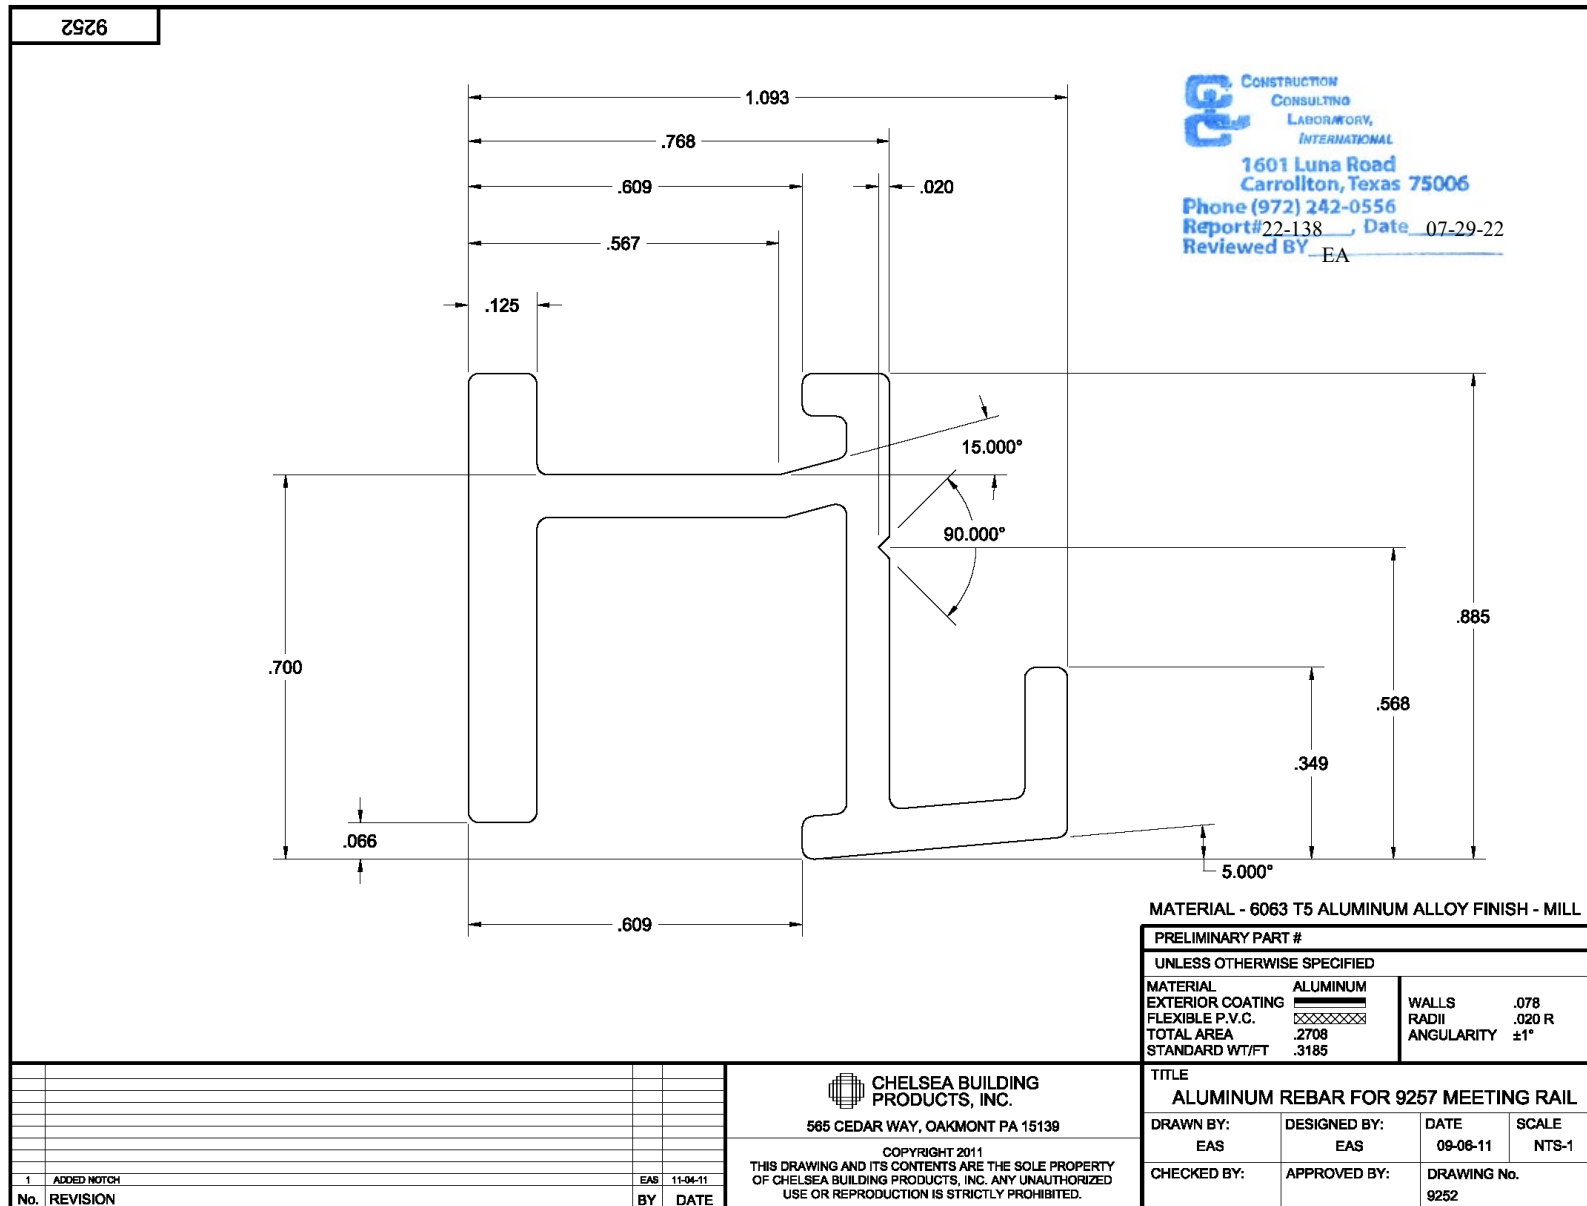 9252
CONSTRUCTION
CONSULTING
LABORATORY,
INTERNATIONAL
1601 Luna Road
Carrollton, Texas 75006
Phone (972) 242-0556
Report# 22-138 , Date 07-29-22
Reviewed BY EA
1.093
.768
.609
.020
.567
.125
15.000°
90.000°
.885
.700
.568
.349
.066
5.000°
.609
MATERIAL - 6063 T5 ALUMINUM ALLOY FINISH - MILL
PRELIMINARY PART #
UNLESS OTHERWISE SPECIFIED
MATERIAL ALUMINUM
EXTERIOR COATING
FLEXIBLE P.V.C.
TOTAL AREA .2708
STANDARD WT/FT .3185
WALLS .078
RADII .020 R
ANGULARITY ±1°
TITLE
ALUMINUM REBAR FOR 9257 MEETING RAIL
DRAWN BY: DESIGNED BY: DATE SCALE
EAS EAS 09-06-11 NTS-1
CHECKED BY: APPROVED BY: DRAWING No.
9252
CHELSEA BUILDING
PRODUCTS, INC.
565 CEDAR WAY, OAKMONT PA 15139
COPYRIGHT 2011
THIS DRAWING AND ITS CONTENTS ARE THE SOLE PROPERTY
OF CHELSEA BUILDING PRODUCTS, INC. ANY UNAUTHORIZED
USE OR REPRODUCTION IS STRICTLY PROHIBITED.
1 ADDED NOTCH EAS 11-04-11
No. REVISION BY DATE